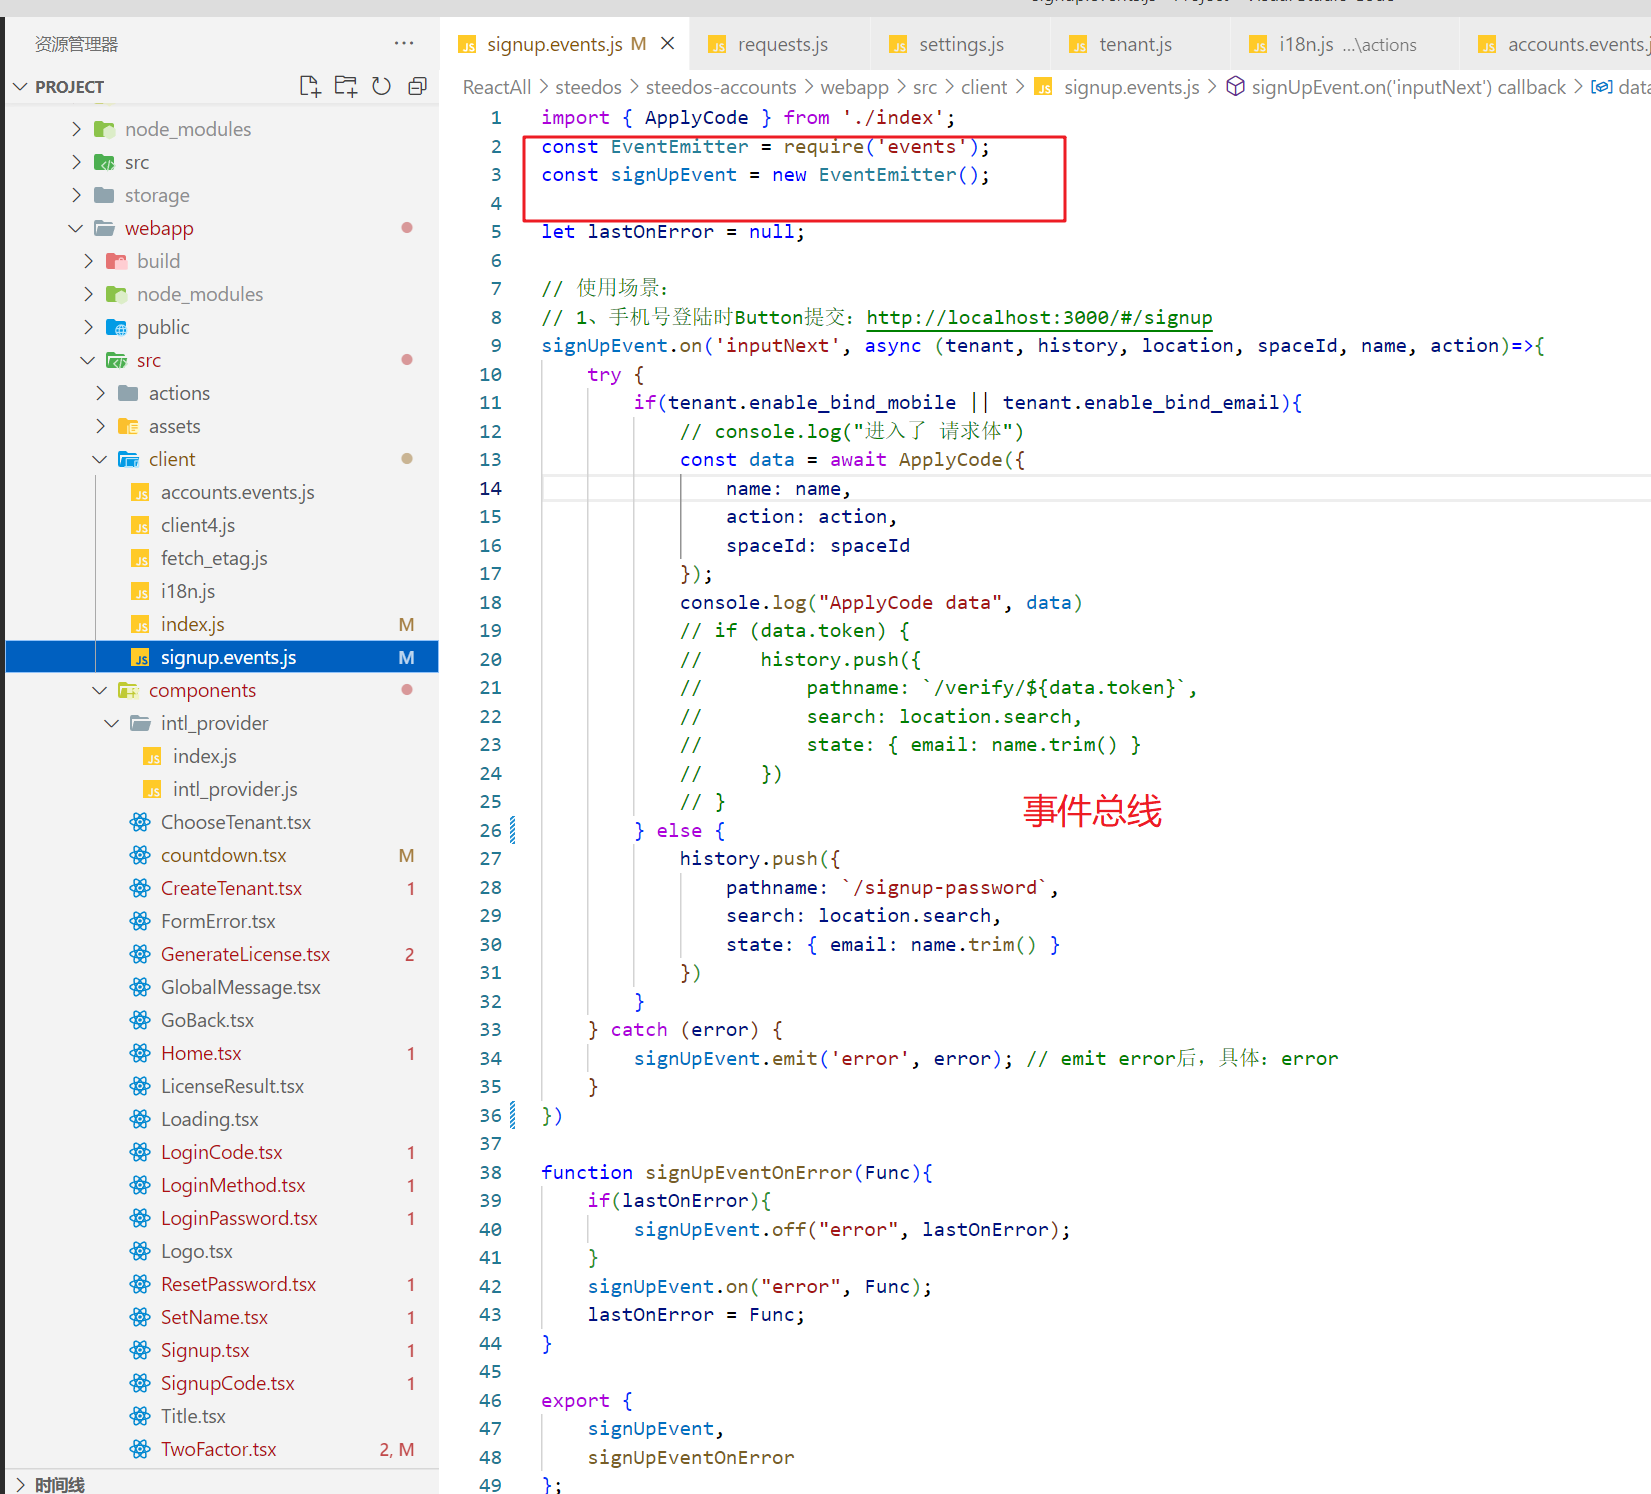 资源管理器
PROJECT
node_modules
src
storage
webapp
build
node_modules
public
src
actions
assets
client
accounts.events.js
client4.js
fetch_etag.js
i18n.js
index.js M
signup.events.js M
components
intl_provider
index.js
intl_provider.js
ChooseTenant.tsx
countdown.tsx M
CreateTenant.tsx 1
FormError.tsx
GenerateLicense.tsx 2
GlobalMessage.tsx
GoBack.tsx
Home.tsx 1
LicenseResult.tsx
Loading.tsx
LoginCode.tsx 1
LoginMethod.tsx 1
LoginPassword.tsx 1
Logo.tsx
ResetPassword.tsx 1
SetName.tsx 1
Signup.tsx 1
SignupCode.tsx 1
Title.tsx
TwoFactor.tsx 2, M
时间线
signup.events.js M requests.js settings.js tenant.js i18n.js ...\actions accounts.events.j
ReactAll > steedos > steedos-accounts > webapp > src > client > signup.events.js > signUpEvent.on('inputNext') callback > data
1 import { ApplyCode } from './index';
2 const EventEmitter = require('events');
3 const signUpEvent = new EventEmitter();
4
5 let lastOnError = null;
6
7 // 使用场景：
8 // 1、手机号登陆时Button提交：http://localhost:3000/#/signup
9 signUpEvent.on('inputNext', async (tenant, history, location, spaceId, name, action)=>{
10 try {
11 if(tenant.enable_bind_mobile || tenant.enable_bind_email){
12 // console.log("进入了 请求体")
13 const data = await ApplyCode({
14 name: name,
15 action: action,
16 spaceId: spaceId
17 });
18 console.log("ApplyCode data", data)
19 // if (data.token) {
20 // history.push({
21 // pathname: `/verify/${data.token}`,
22 // search: location.search,
23 // state: { email: name.trim() }
24 // })
25 // }
事件总线
26 } else {
27 history.push({
28 pathname: `/signup-password`,
29 search: location.search,
30 state: { email: name.trim() }
31 })
32 }
33 } catch (error) {
34 signUpEvent.emit('error', error); // emit error后，具体：error
35 }
36 })
37
38 function signUpEventOnError(Func){
39 if(lastOnError){
40 signUpEvent.off("error", lastOnError);
41 }
42 signUpEvent.on("error", Func);
43 lastOnError = Func;
44 }
45
46 export {
47 signUpEvent,
48 signUpEventOnError
49 };